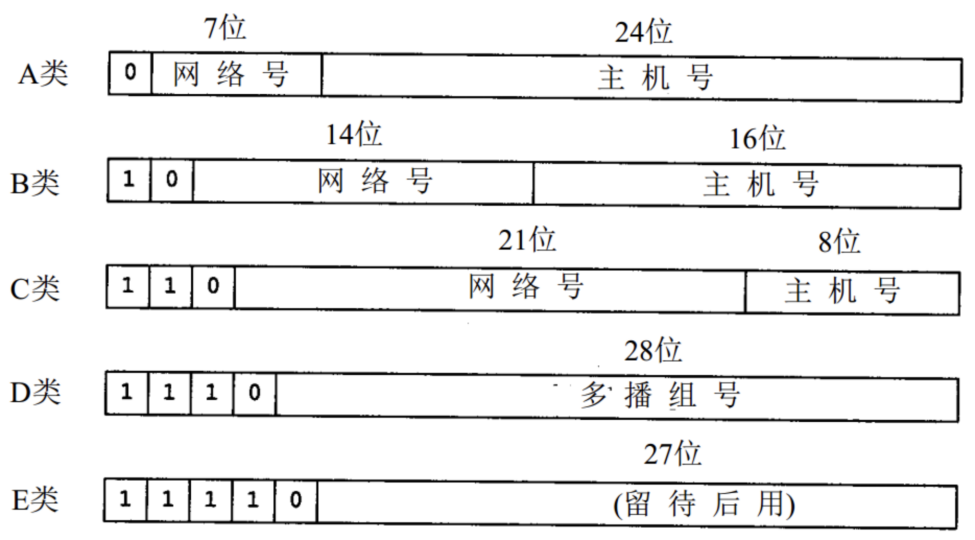 7位 24位
A类 0 网络号 主机号
14位 16位
B类 1 0 网络号 主机号
21位 8位
C类 1 1 0 网络号 主机号
28位
D类 1 1 1 0 多播组号
27位
E类 1 1 1 1 0 (留待后用)